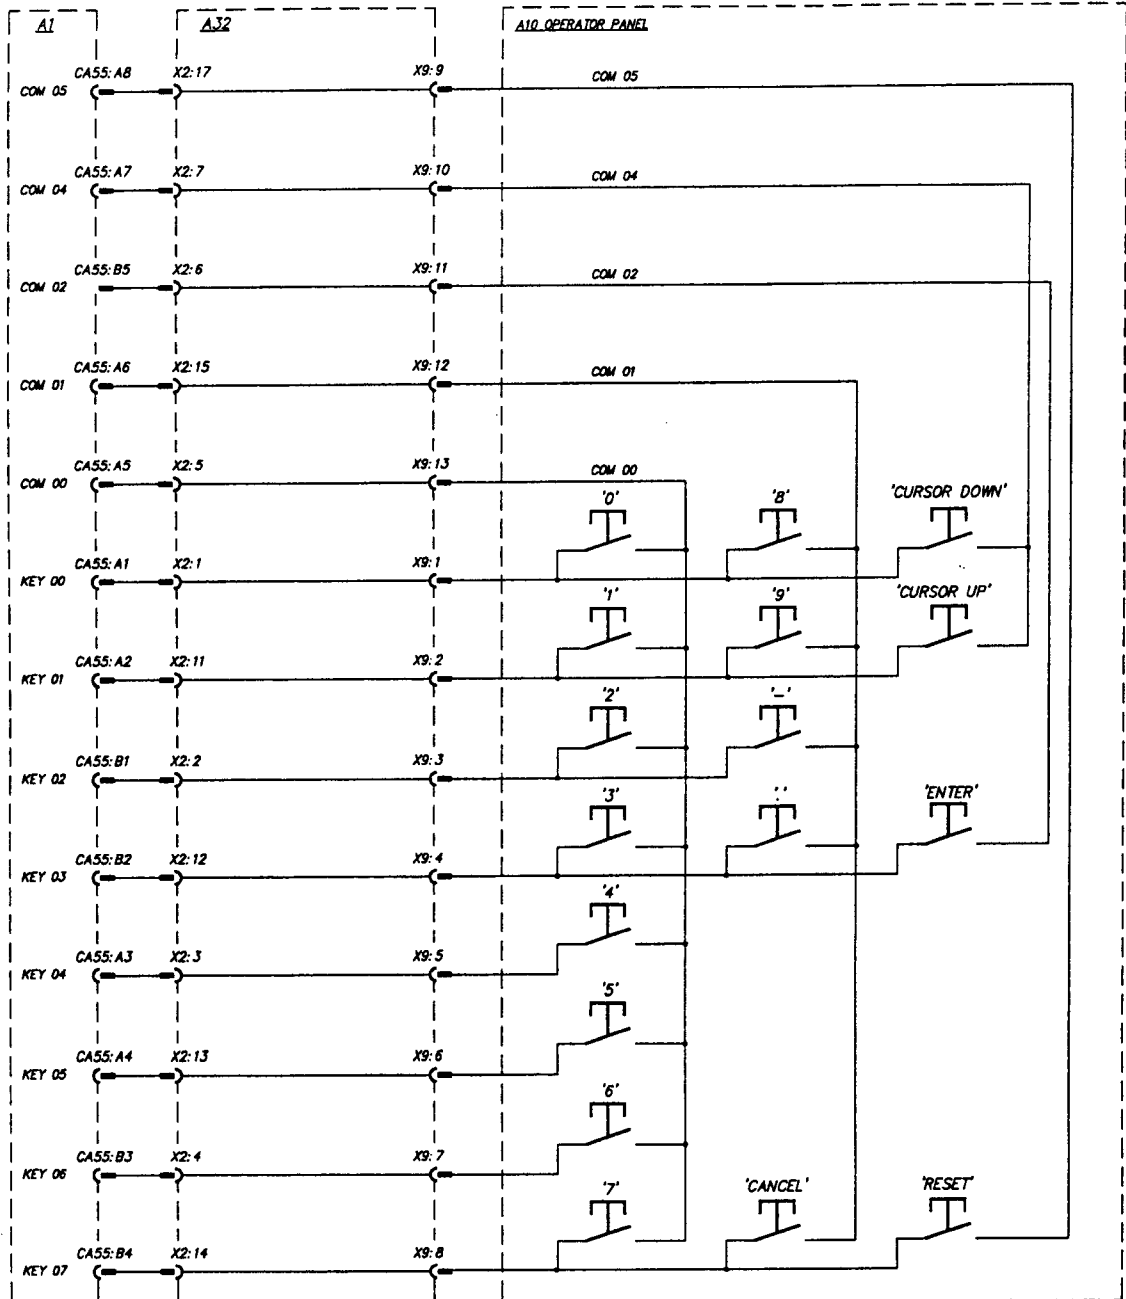 A1 A32 A10 OPERATOR PANEL
COM 05 CA55:A8 X2:17 X9:9 COM 05
COM 04 CA55:A7 X2:7 X9:10 COM 04
COM 02 CA55:B5 X2:6 X9:11 COM 02
COM 01 CA55:A6 X2:15 X9:12 COM 01
COM 00 CA55:A5 X2:5 X9:13 COM 00
'0' '8' 'CURSOR DOWN'
KEY 00 CA55:A1 X2:1 X9:1
'1' '9' 'CURSOR UP'
KEY 01 CA55:A2 X2:11 X9:2
'2' '-'
KEY 02 CA55:B1 X2:2 X9:3
'3' '.' 'ENTER'
KEY 03 CA55:B2 X2:12 X9:4
'4'
KEY 04 CA55:A3 X2:3 X9:5
'5'
KEY 05 CA55:A4 X2:13 X9:6
'6'
KEY 06 CA55:B3 X2:4 X9:7
'7' 'CANCEL' 'RESET'
KEY 07 CA55:B4 X2:14 X9:8